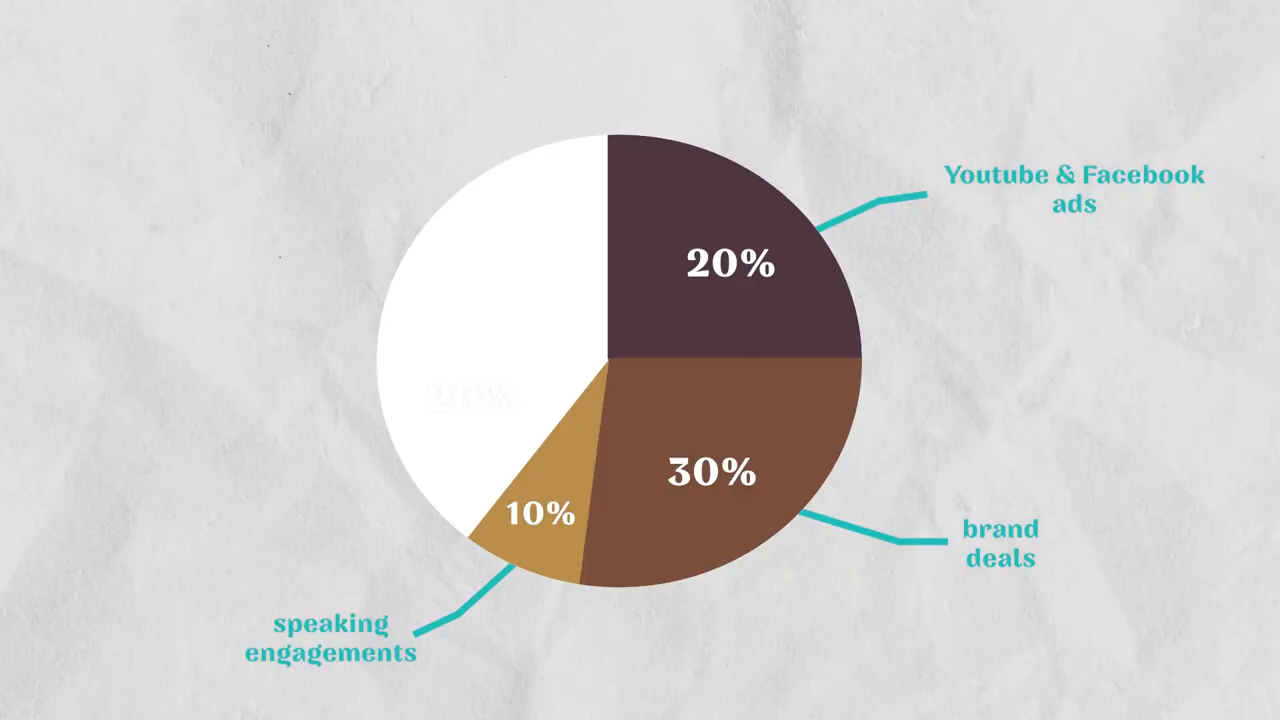 Youtube & Facebook
ads
20%
30%
10%
brand
deals
speaking
engagements